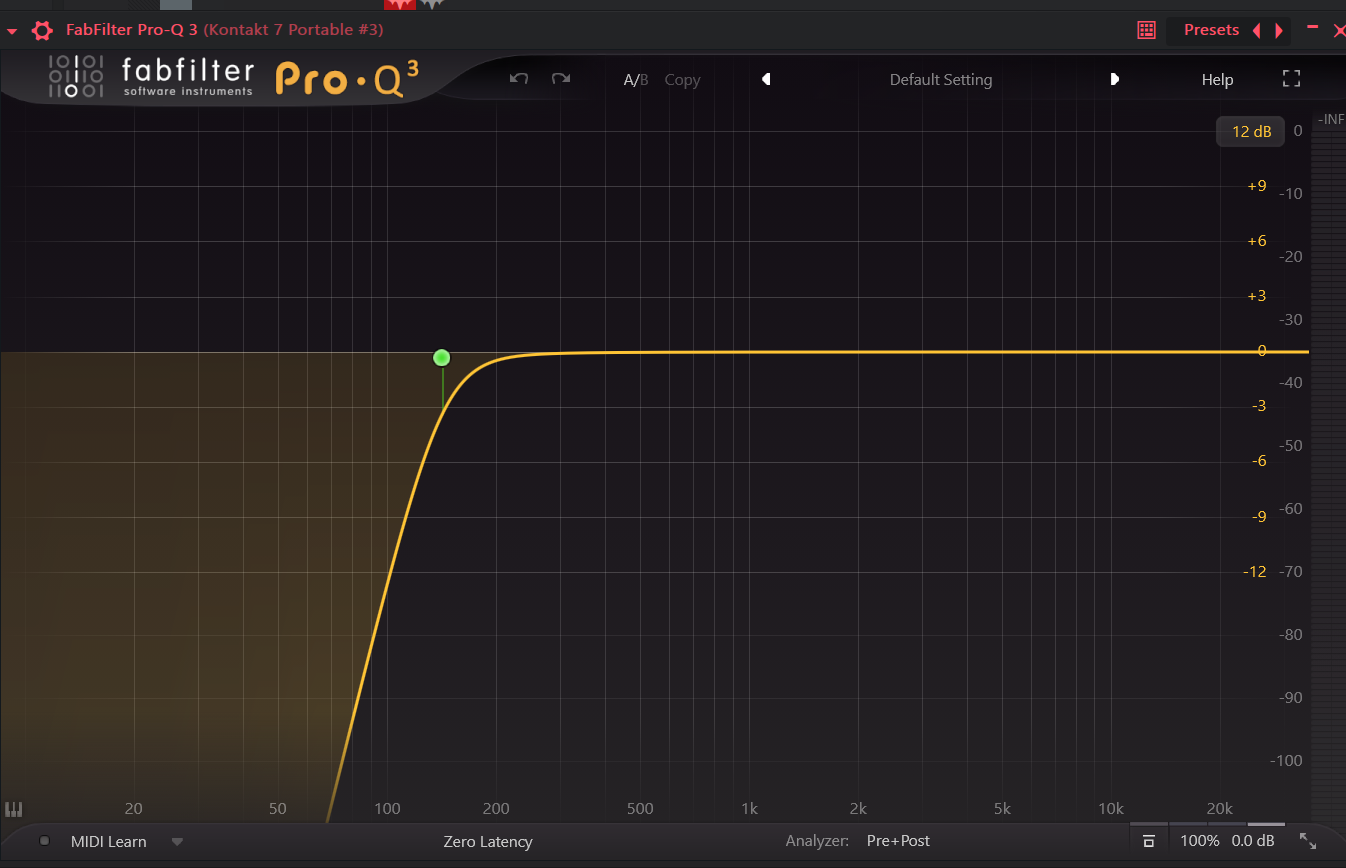 FabFilter Pro-Q 3 (Kontakt 7 Portable #3) Presets
fabfilter
software instruments
Pro·Q3
A/B Copy Default Setting Help
12 dB 0 -INF
+9 -10
+6 -20
+3 -30
0 -40
-3 -50
-6 -60
-9 -70
-12 -80
-90
-100
20 50 100 200 500 1k 2k 5k 10k 20k
MIDI Learn Zero Latency Analyzer: Pre+Post 100% 0.0 dB